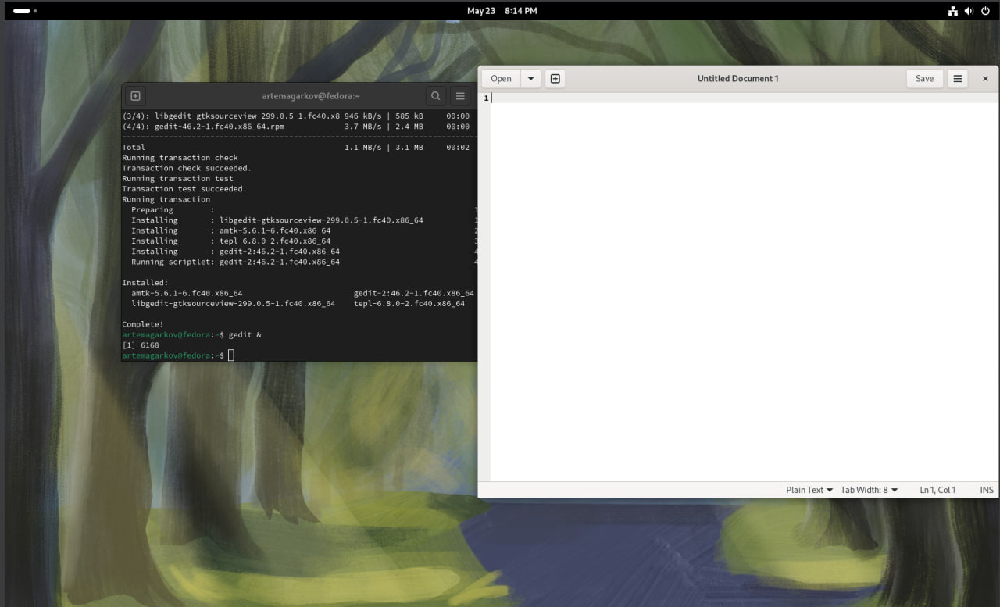 May 23 8:14 PM
artemagarkov@fedora:~
(3/4): libgedit-gtksourceview-299.0.5-1.fc40.x8 946 kB/s | 585 kB 00:00
(4/4): gedit-46.2-1.fc40.x86_64.rpm 3.7 MB/s | 2.4 MB 00:00
--------------------------------------------------------------------------------
Total 1.1 MB/s | 3.1 MB 00:02
Running transaction check
Transaction check succeeded.
Running transaction test
Transaction test succeeded.
Running transaction
Preparing : 1
Installing : libgedit-gtksourceview-299.0.5-1.fc40.x86_64 1
Installing : amtk-5.6.1-6.fc40.x86_64 2
Installing : tepl-6.8.0-2.fc40.x86_64 3
Installing : gedit-2:46.2-1.fc40.x86_64 4
Running scriptlet: gedit-2:46.2-1.fc40.x86_64 4
Installed:
amtk-5.6.1-6.fc40.x86_64 gedit-2:46.2-1.fc40.x86_64
libgedit-gtksourceview-299.0.5-1.fc40.x86_64 tepl-6.8.0-2.fc40.x86_64
Complete!
artemagarkov@fedora:~$ gedit &
[1] 6168
artemagarkov@fedora:~$
Open Untitled Document 1 Save
1
Plain Text Tab Width: 8 Ln 1, Col 1 INS